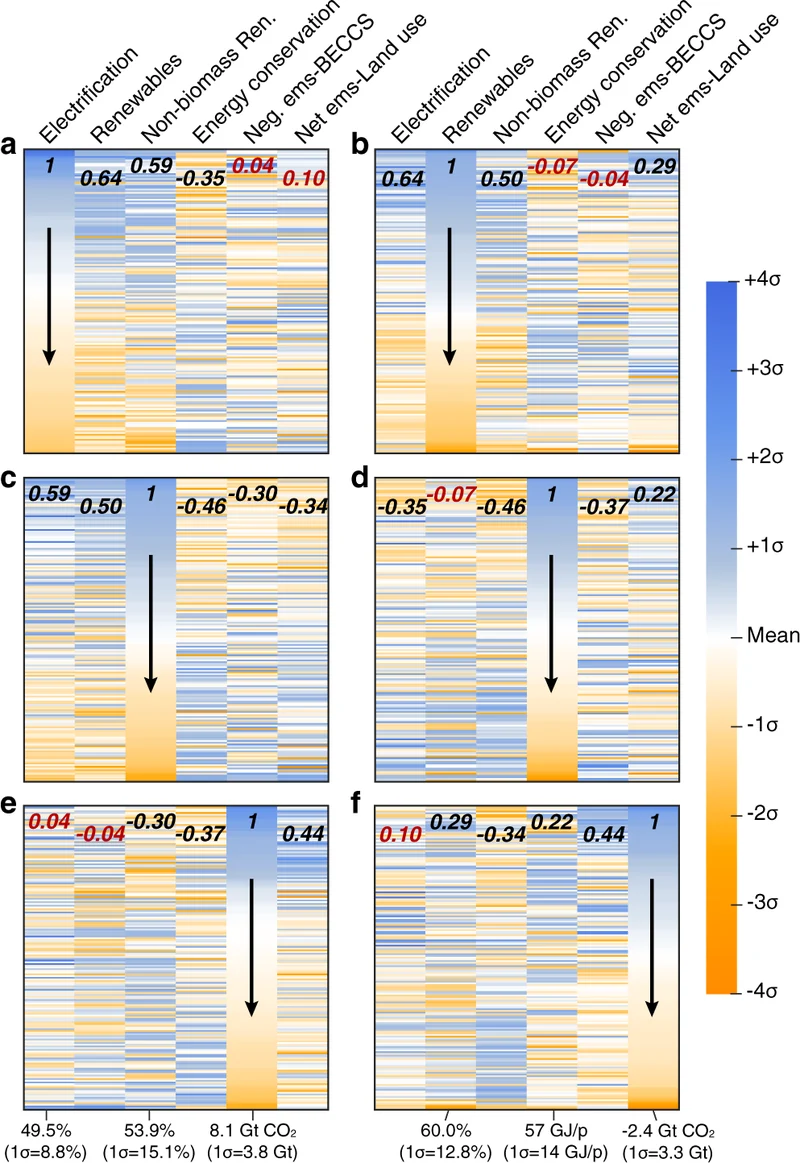 Electrification
Renewables
Non-biomass Ren.
Energy conservation
Neg. ems-BECCS
Net ems-Land use
Electrification
Renewables
Non-biomass Ren.
Energy conservation
Neg. ems-BECCS
Net ems-Land use
a
1 0.64 0.59 -0.35 0.04 0.10
b
0.64 1 0.50 -0.07 -0.04 0.29
c
0.59 0.50 1 -0.46 -0.30 -0.34
d
-0.35 -0.07 -0.46 1 -0.37 0.22
e
0.04 -0.04 -0.30 -0.37 1 0.44
f
0.10 0.29 -0.34 0.22 0.44 1
+4σ
+3σ
+2σ
+1σ
Mean
-1σ
-2σ
-3σ
-4σ
49.5%
(1σ=8.8%)
53.9%
(1σ=15.1%)
8.1 Gt CO₂
(1σ=3.8 Gt)
60.0%
(1σ=12.8%)
57 GJ/p
(1σ=14 GJ/p)
-2.4 Gt CO₂
(1σ=3.3 Gt)